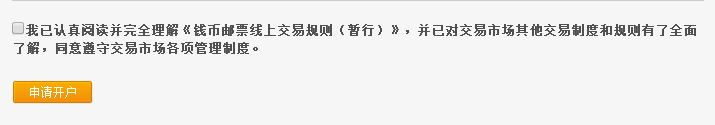 我已认真阅读并完全理解《钱币邮票线上交易规则（暂行）》，并已对交易市场其他交易制度和规则有了全面
了解，同意遵守交易市场各项管理制度。
申请开户